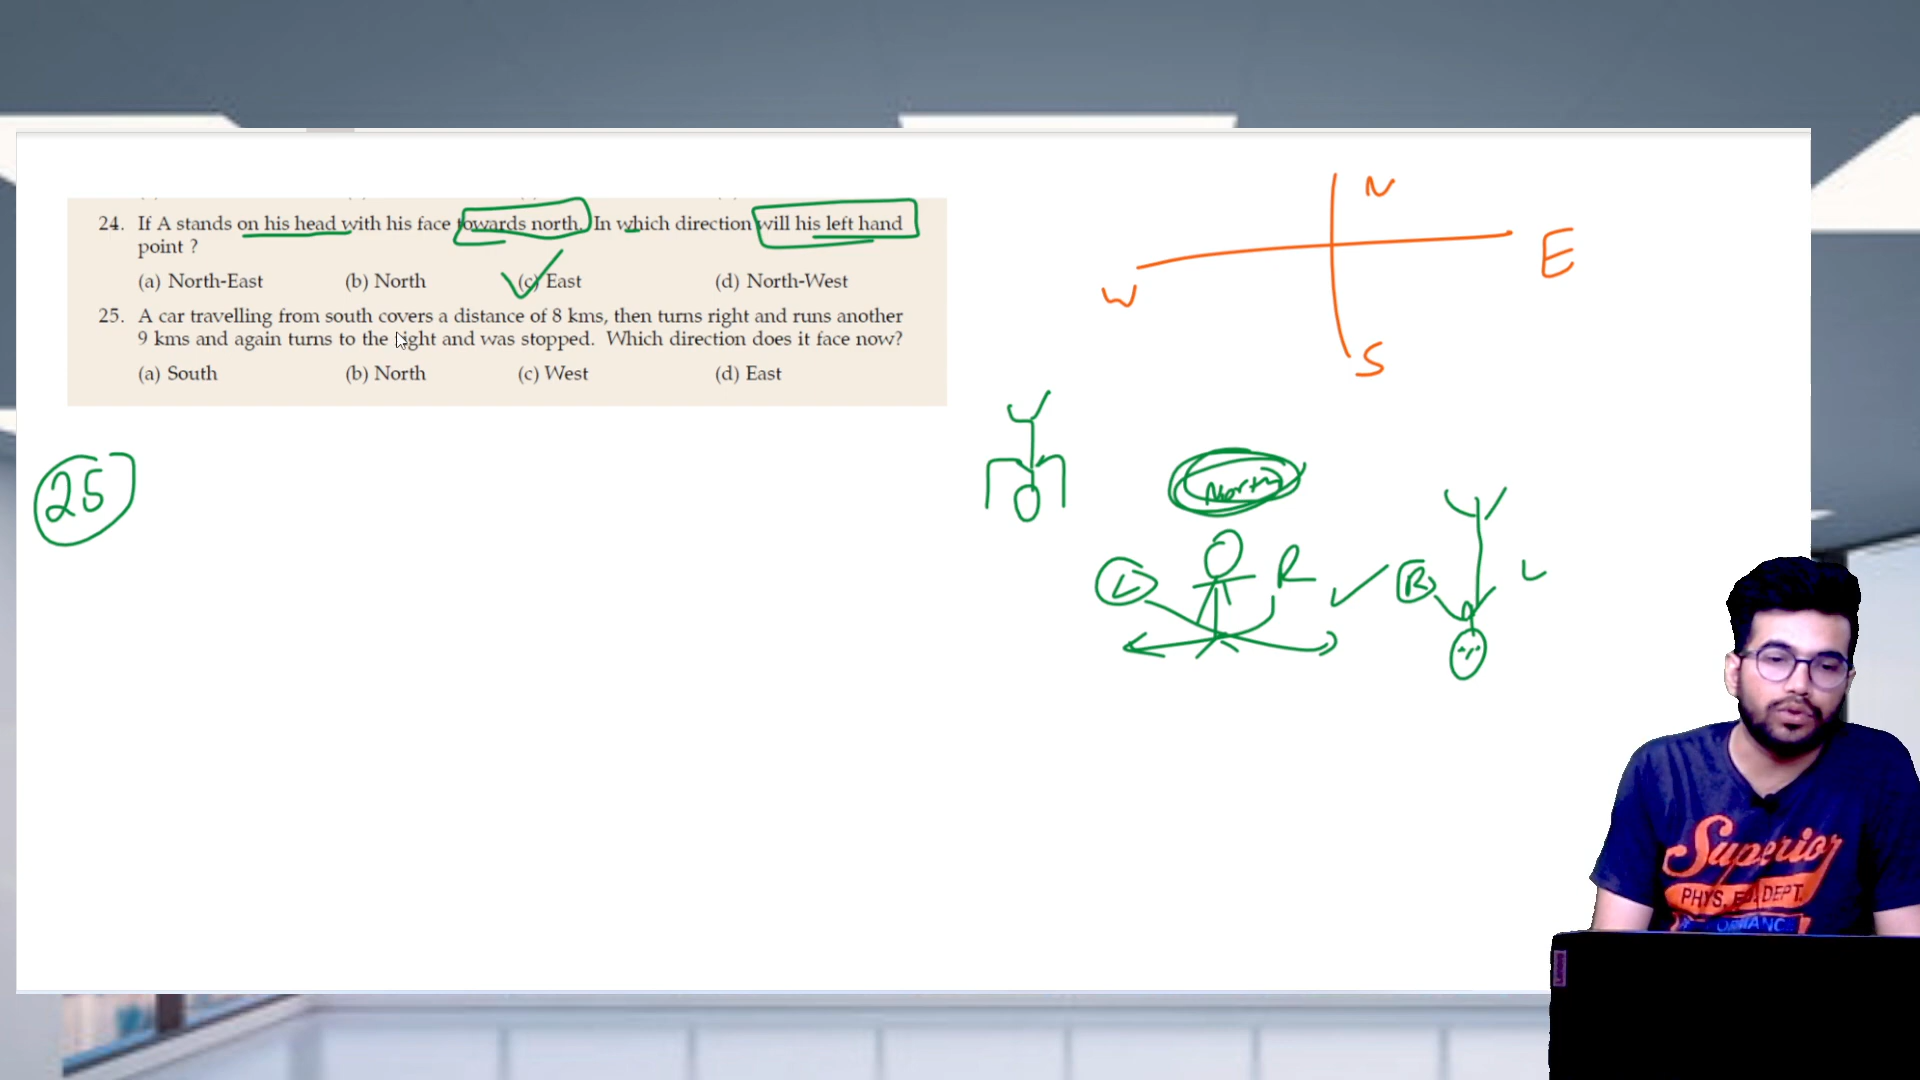 24. If A stands on his head with his face towards north. In which direction will his left hand
point ?
(a) North-East (b) North (c) East (d) North-West
25. A car travelling from south covers a distance of 8 kms, then turns right and runs another
9 kms and again turns to the right and was stopped. Which direction does it face now?
(a) South (b) North (c) West (d) East
N
W E
S
25
North
L R R L
Superior
PHYS. ED. DEPT.
Lenovo